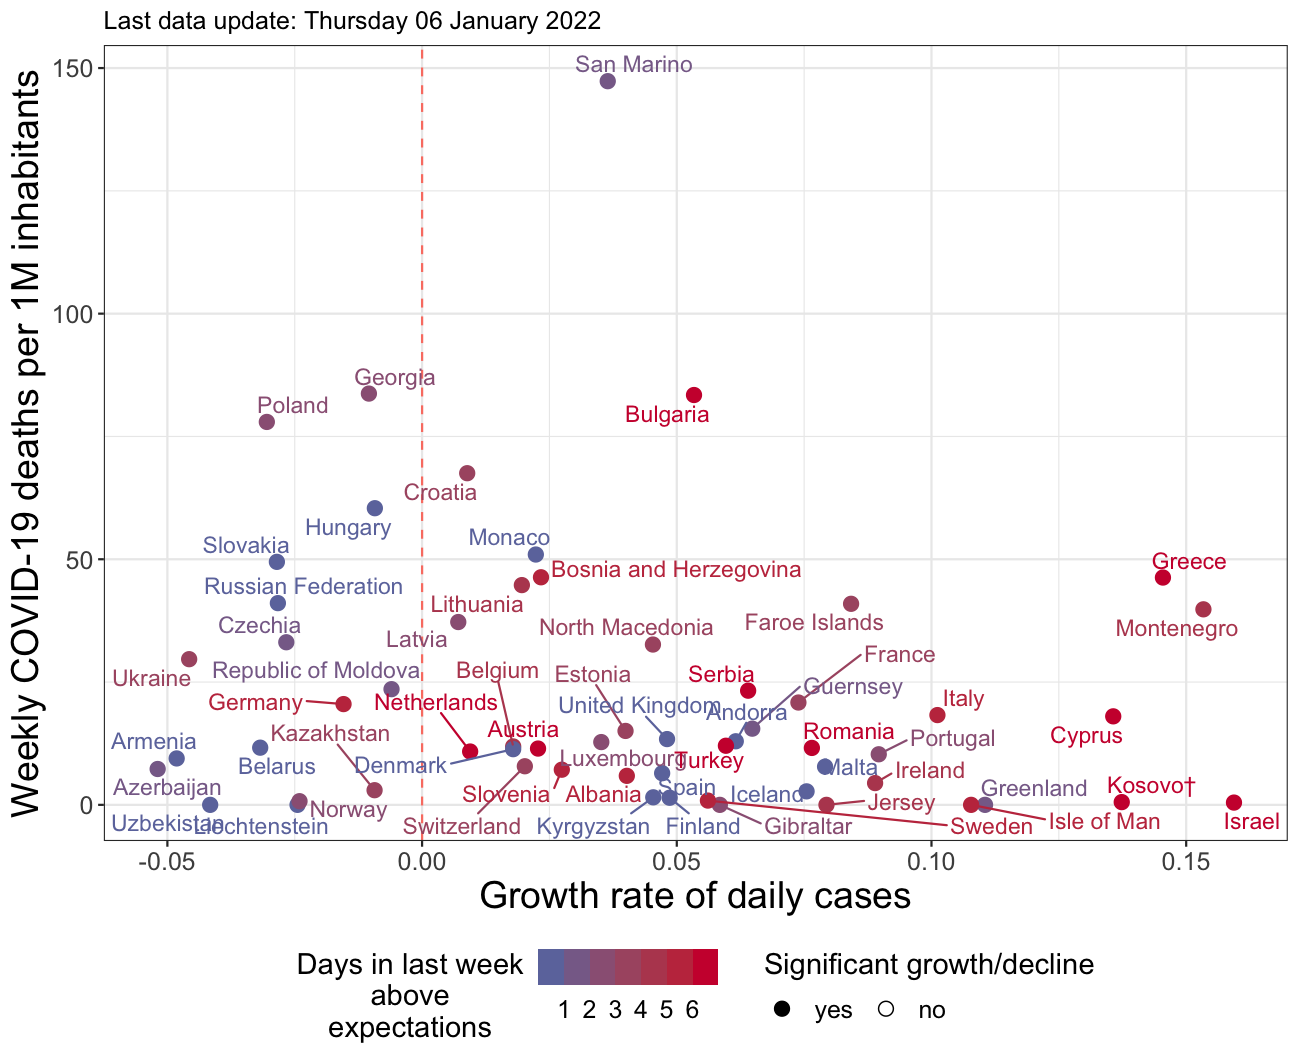 Last data update: Thursday 06 January 2022
Weekly COVID-19 deaths per 1M inhabitants
150
San Marino
100
Georgia
Poland
Bulgaria
Croatia
Hungary
Monaco
Slovakia
50
Greece
Bosnia and Herzegovina
Russian Federation
Lithuania
Czechia
Faroe Islands
North Macedonia
Montenegro
Latvia
France
Republic of Moldova
Belgium
Estonia
Serbia
Ukraine
Guernsey
Germany
Netherlands
United Kingdom
Andorra
Italy
Kazakhstan
Austria
Romania
Cyprus
Armenia
Portugal
Belarus
Denmark
Luxembourg
Turkey
Malta
Ireland
Azerbaijan
Slovenia
Albania
Spain
Iceland
Greenland
Kosovo†
0
Norway
Jersey
Uzbekistan
Liechtenstein
Switzerland
Kyrgyzstan
Finland
Gibraltar
Sweden
Isle of Man
Israel
-0.05 0.00 0.05 0.10 0.15
Growth rate of daily cases
Days in last week
above
expectations
1 2 3 4 5 6
Significant growth/decline
yes no